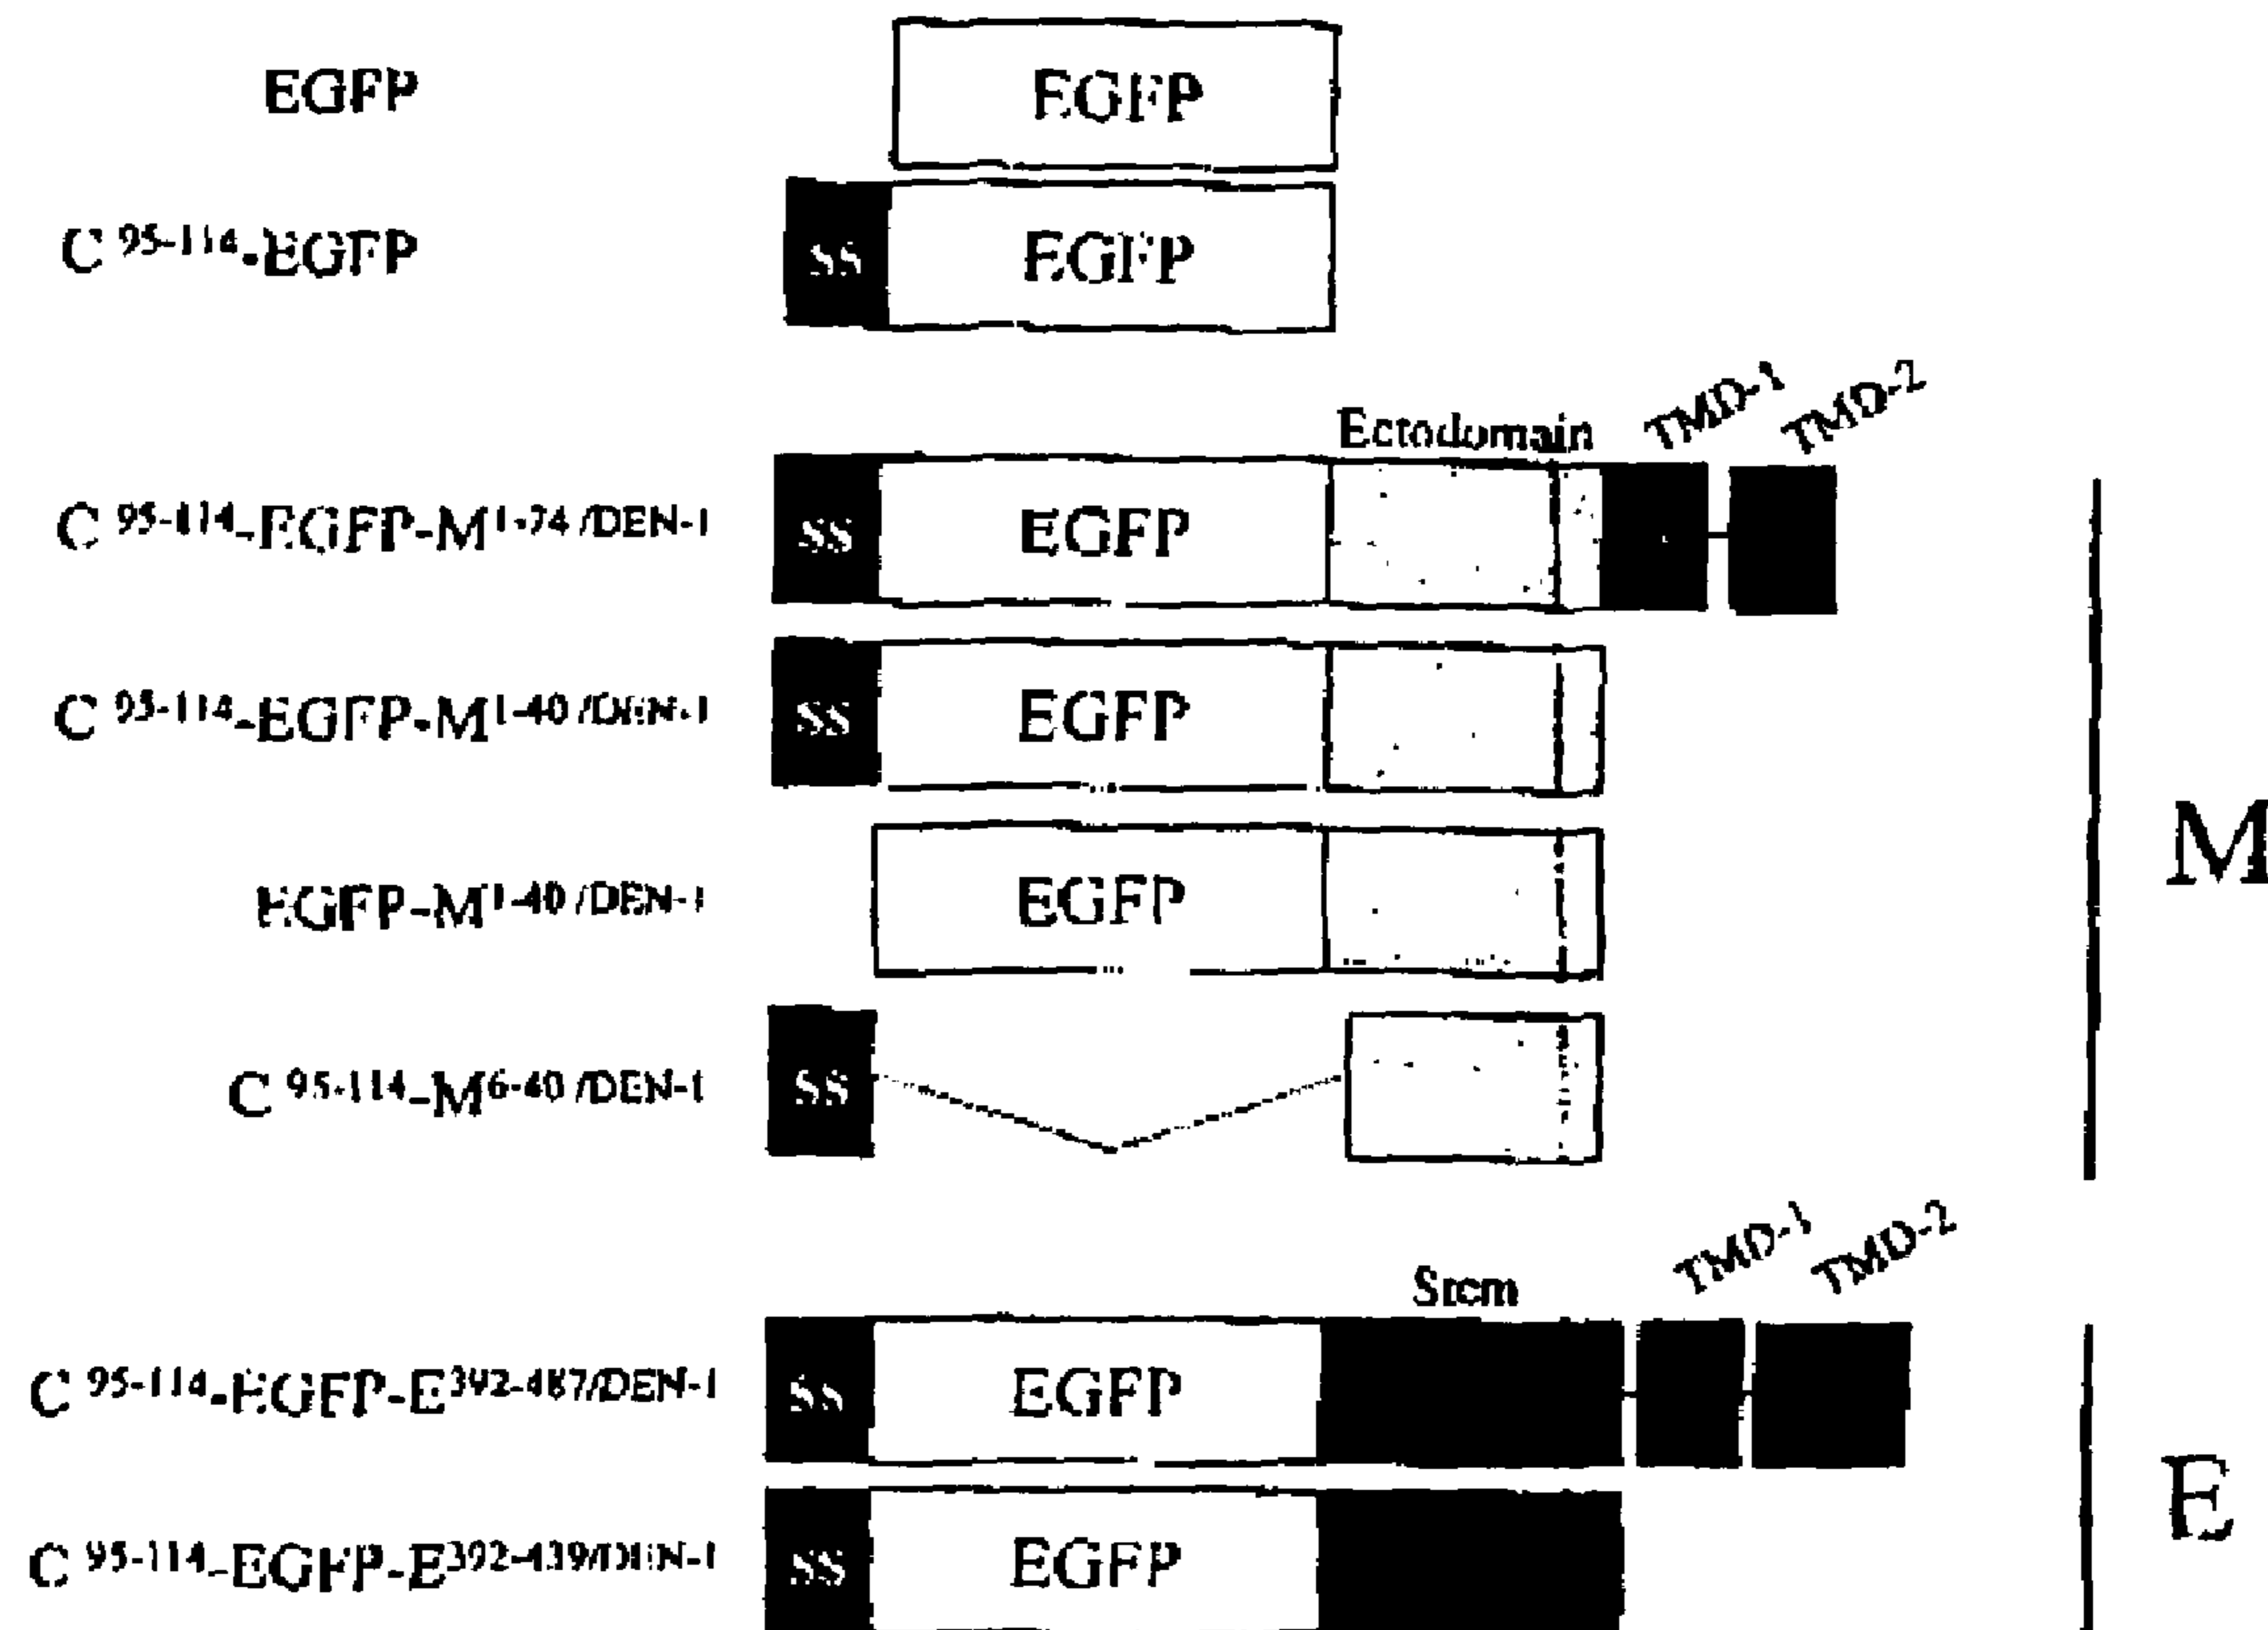 EGFP EGFP
C 95-114-EGFP ss EGFP
Ectodomain TMD-1 TMD-2
C 95-114-EGFP-M1-74/DEN-1 ss EGFP
C 95-114-EGFP-M1-40/DEN-1 ss EGFP
M
EGFP-M1-40/DEN-1 EGFP
C 95-114-M6-40/DEN-1 ss
Stem TMD-1 TMD-2
C 95-114-EGFP-E392-487/DEN-1 ss EGFP
E
C 95-114-EGFP-E392-439/DEN-1 ss EGFP